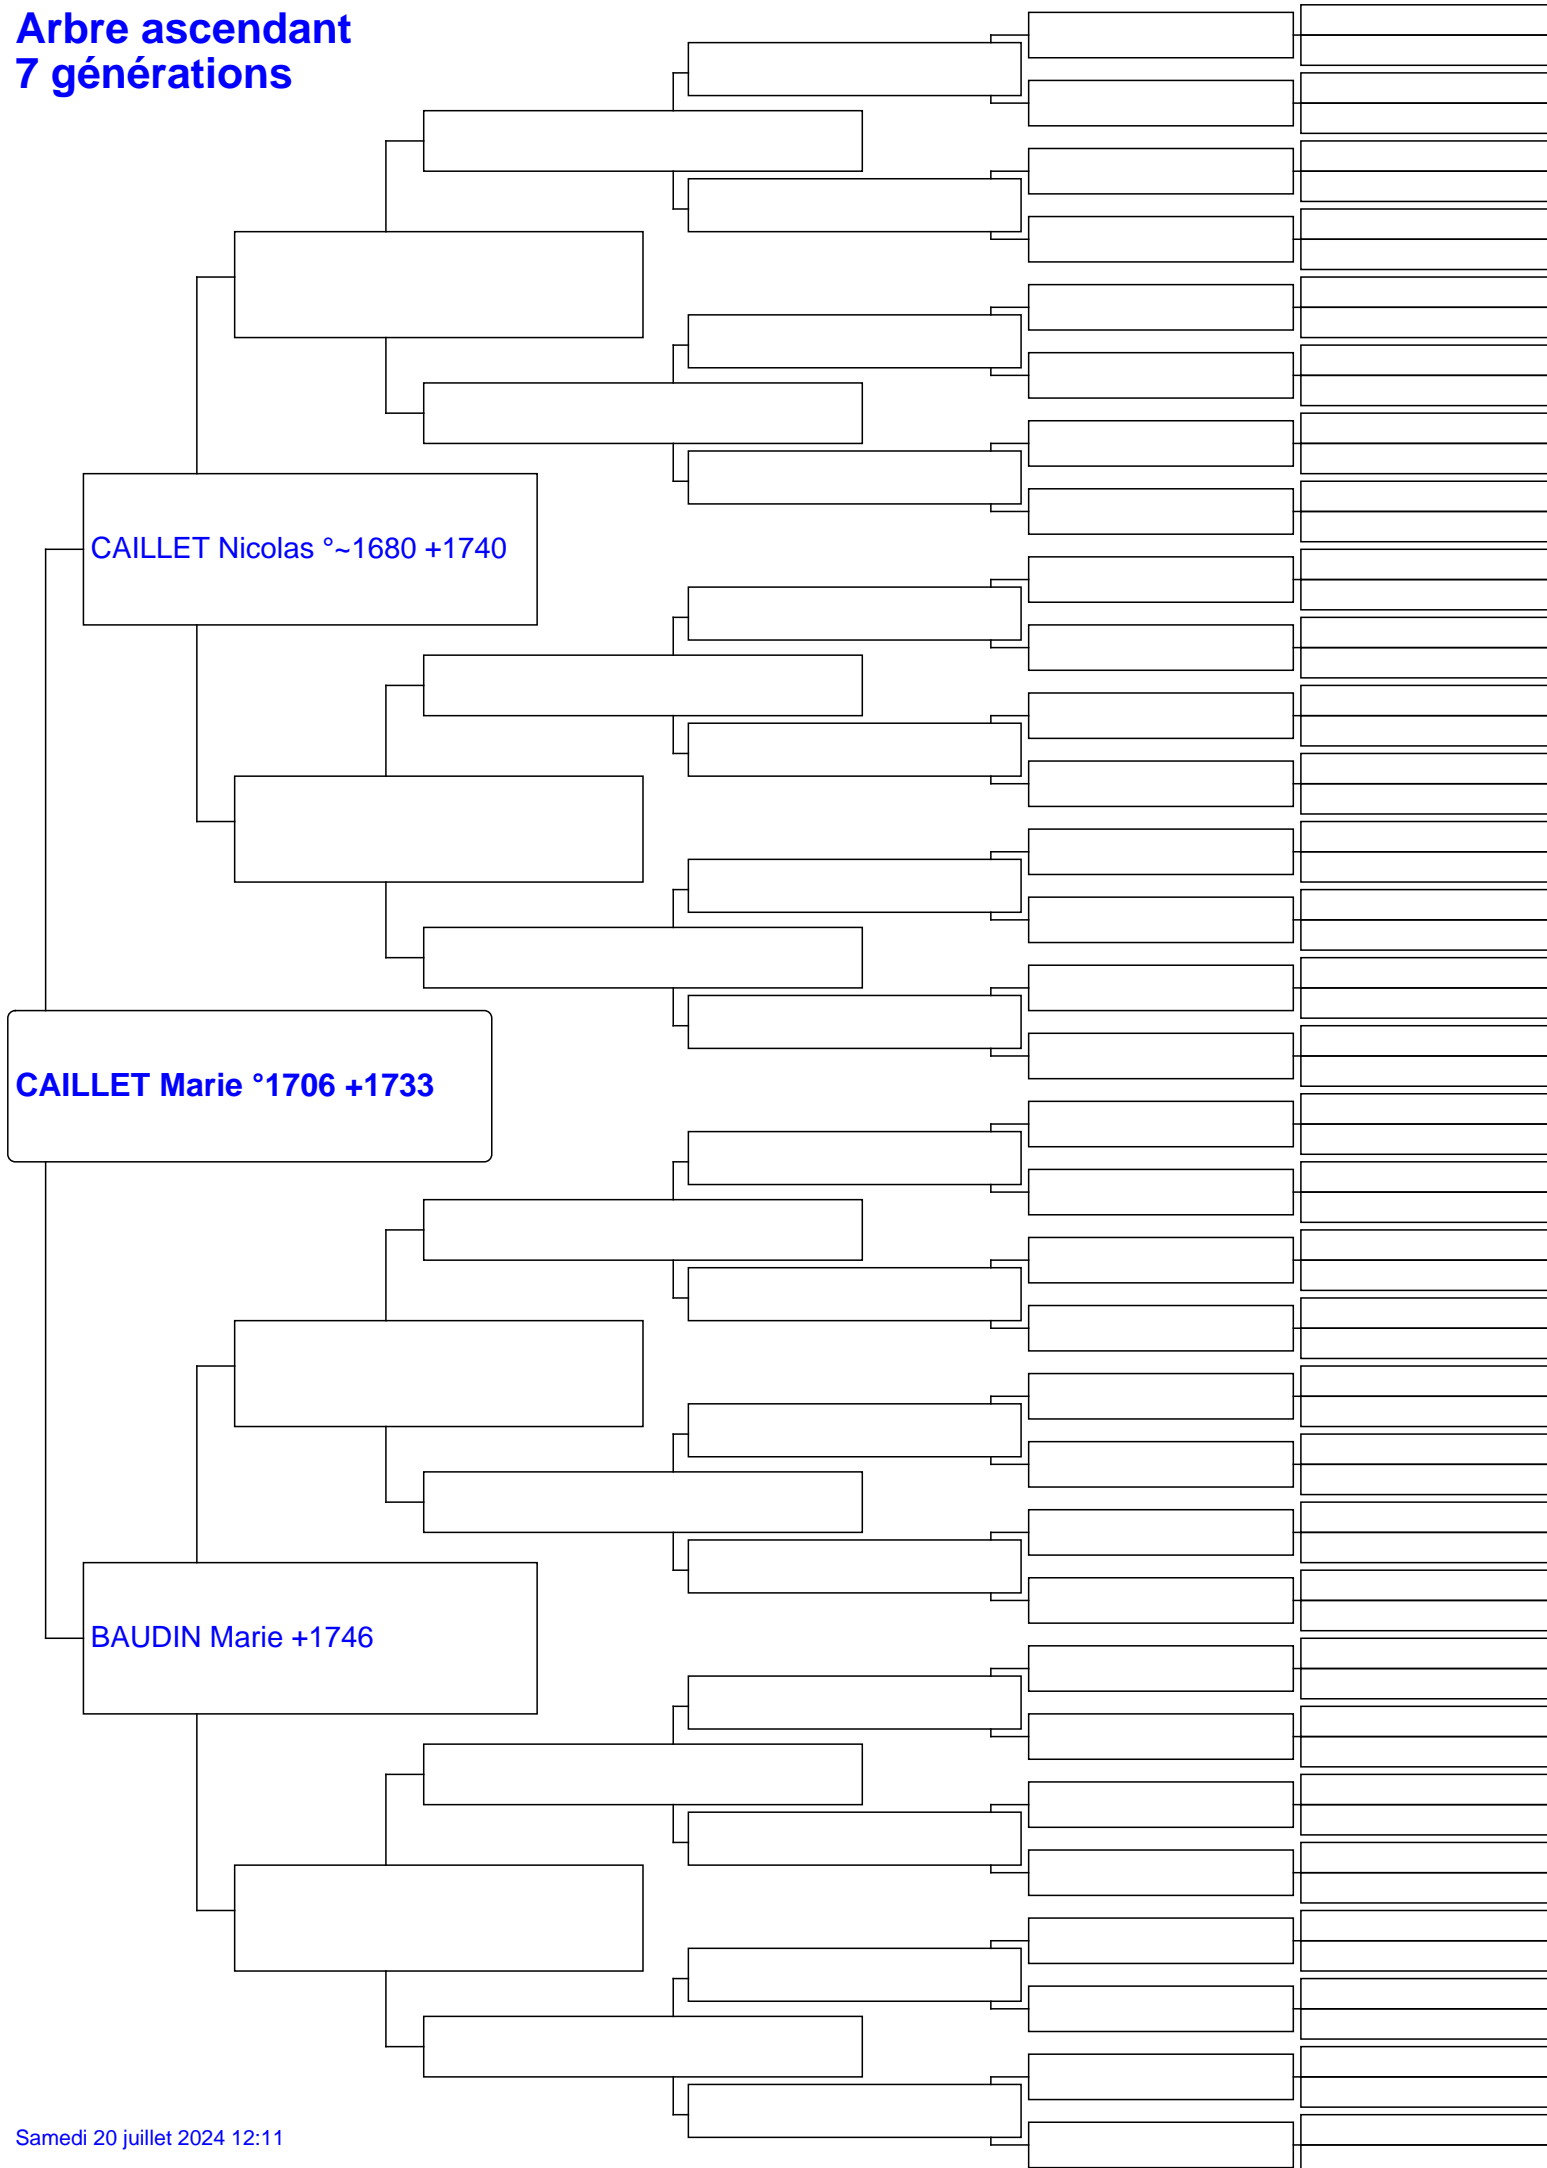 Arbre ascendant
7 générations
CAILLET Nicolas °~1680 +1740
CAILLET Marie °1706 +1733
BAUDIN Marie +1746
Samedi 20 juillet 2024 12:11